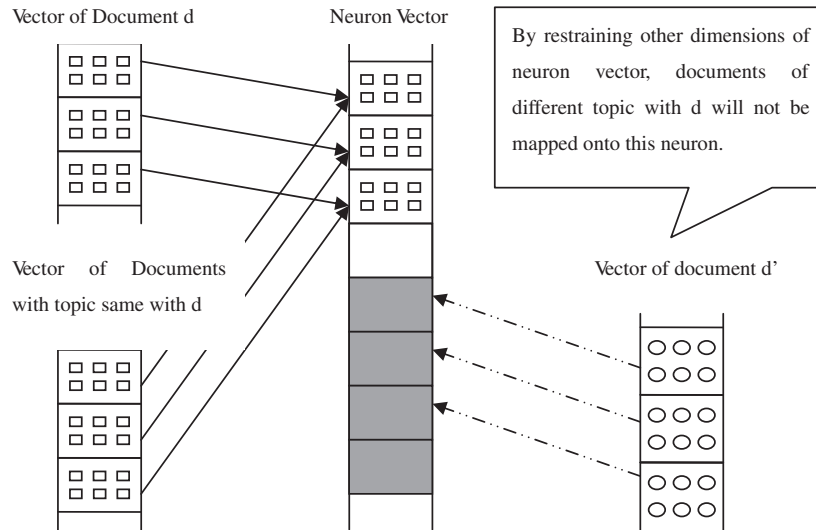 Vector of Document d
Neuron Vector
By restraining other dimensions of
neuron vector, documents of
different topic with d will not be
mapped onto this neuron.
Vector of Documents
with topic same with d
Vector of document d’